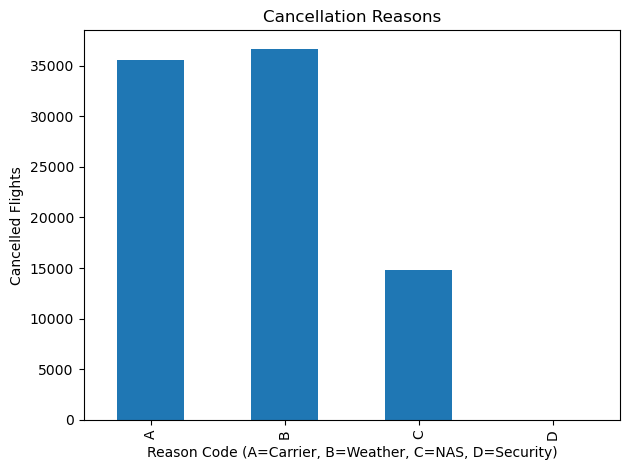 Cancellation Reasons
Cancelled Flights
35000
30000
25000
20000
15000
10000
5000
0
A
B
C
D
Reason Code (A=Carrier, B=Weather, C=NAS, D=Security)